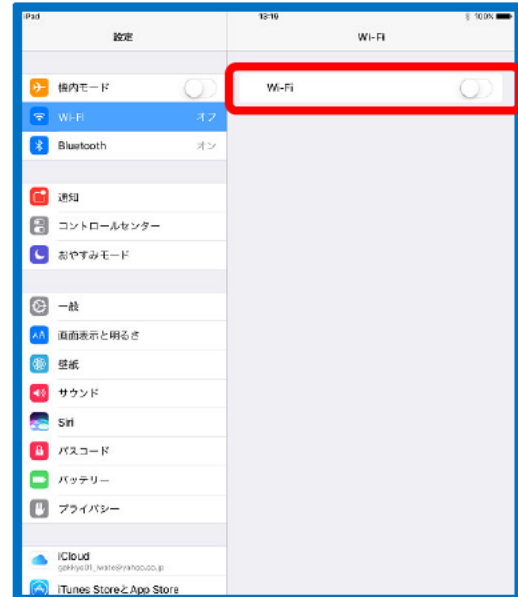 iPad 13:19 100%
設定
Wi-Fi
機内モード
Wi-Fi オフ
Bluetooth オン
通知
コントロールセンター
おやすみモード
一般
画面表示と明るさ
壁紙
サウンド
Siri
パスコード
バッテリー
プライバシー
iCloud
iTunes StoreとApp Store
Wi-Fi